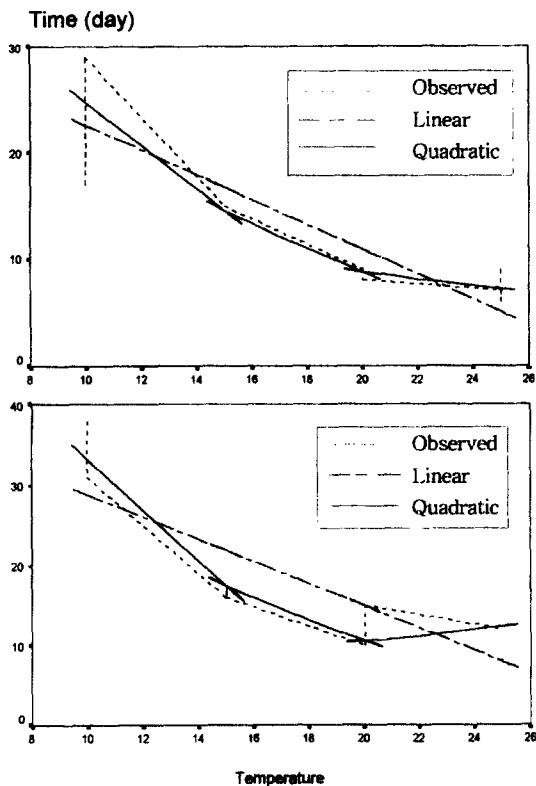 Time (day)
30
20
10
0
Observed
Linear
Quadratic
8 10 12 14 16 18 20 22 24 26
40
30
20
10
0
Observed
Linear
Quadratic
8 10 12 14 16 18 20 22 24 26
Temperature